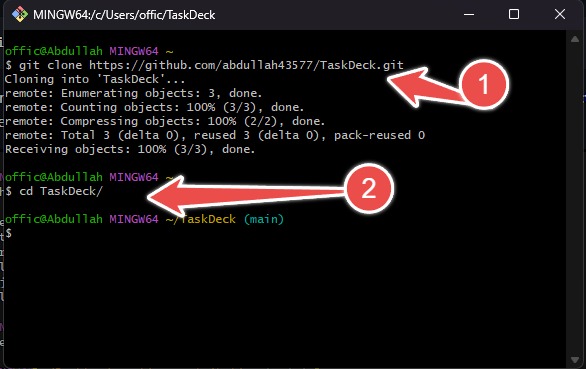 MINGW64:/c/Users/offic/TaskDeck
offic@Abdullah MINGW64 ~
$ git clone https://github.com/abdullah43577/TaskDeck.git
Cloning into 'TaskDeck'...
remote: Enumerating objects: 3, done.
remote: Counting objects: 100% (3/3), done.
remote: Compressing objects: 100% (2/2), done.
remote: Total 3 (delta 0), reused 3 (delta 0), pack-reused 0
Receiving objects: 100% (3/3), done.
1
offic@Abdullah MINGW64 ~
$ cd TaskDeck/
2
offic@Abdullah MINGW64 ~/TaskDeck (main)
$